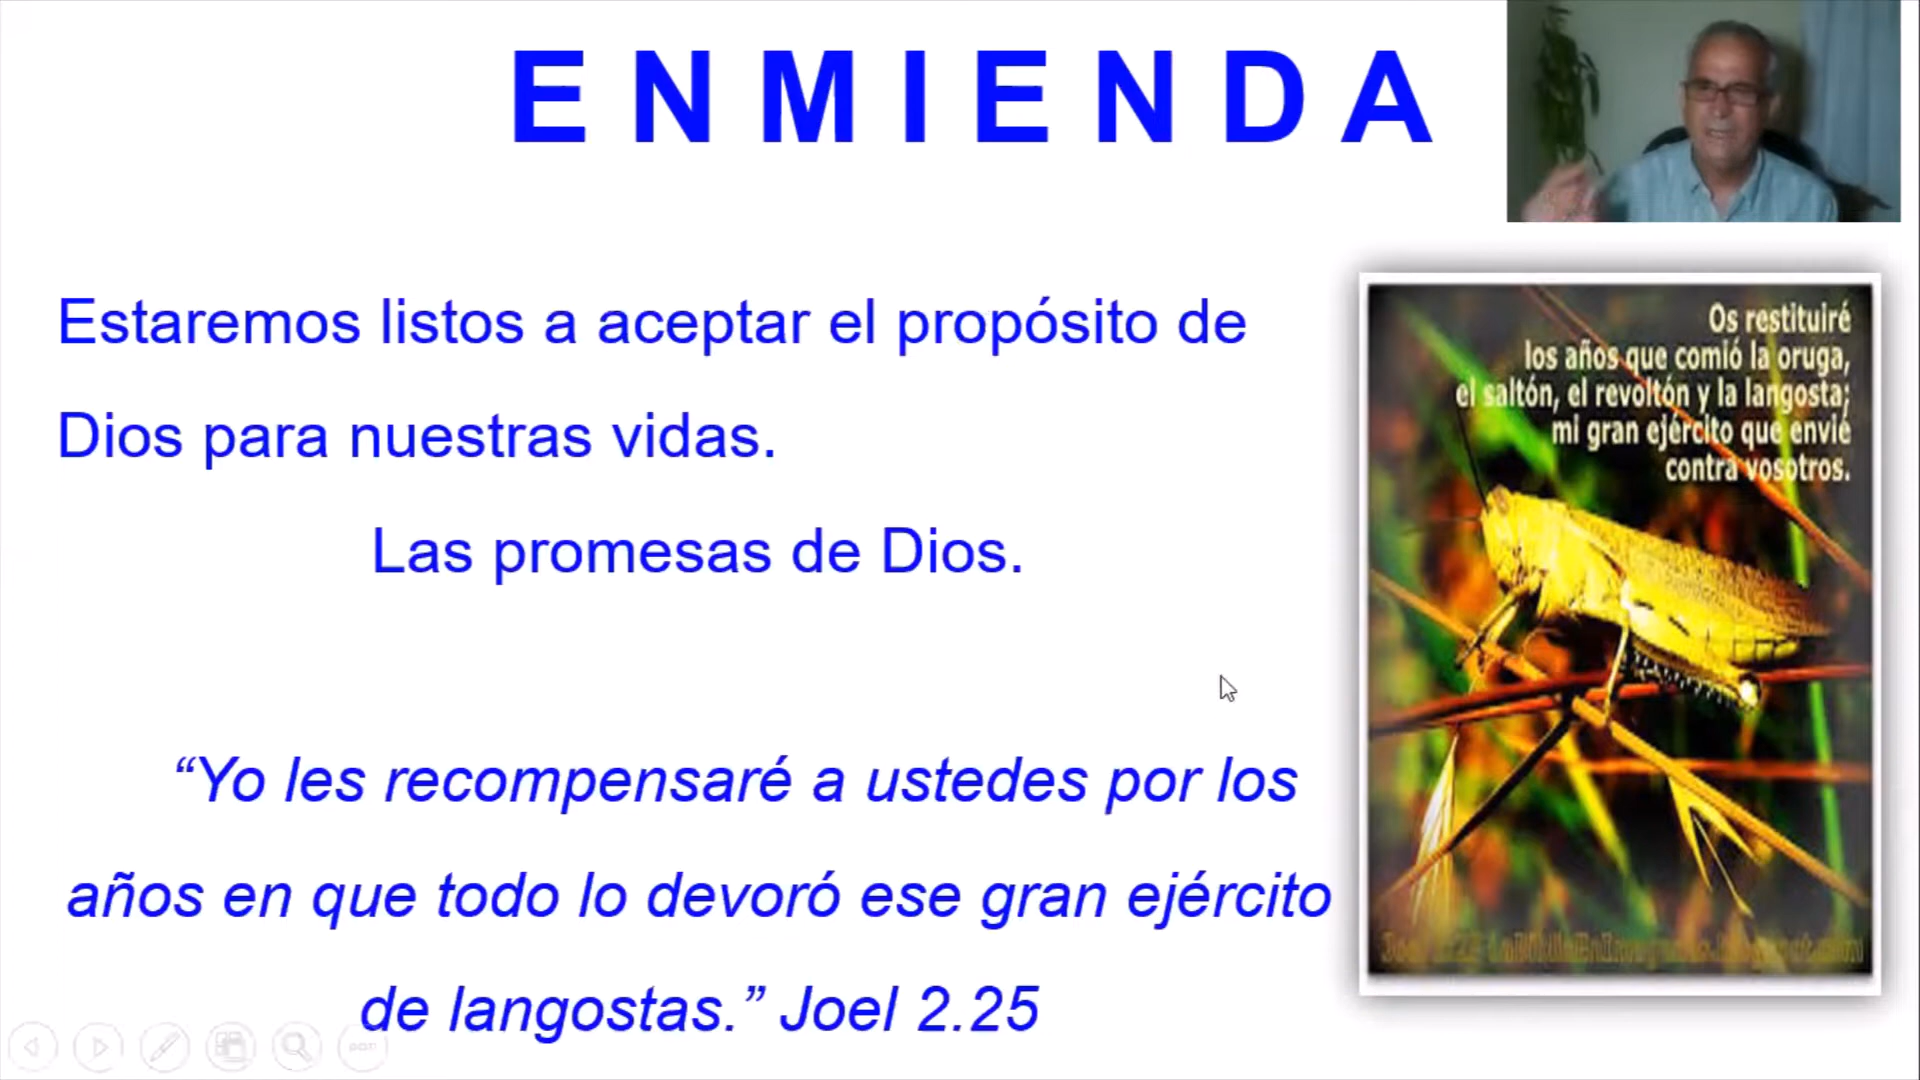 E N M I E N D A
Estaremos listos a aceptar el propósito de
Dios para nuestras vidas.
Las promesas de Dios.
“Yo les recompensaré a ustedes por los
años en que todo lo devoró ese gran ejército
de langostas.” Joel 2.25
Os restituiré
los años que comió la oruga,
el saltón, el revoltón y la langosta;
mi gran ejército que envié
contra vosotros.